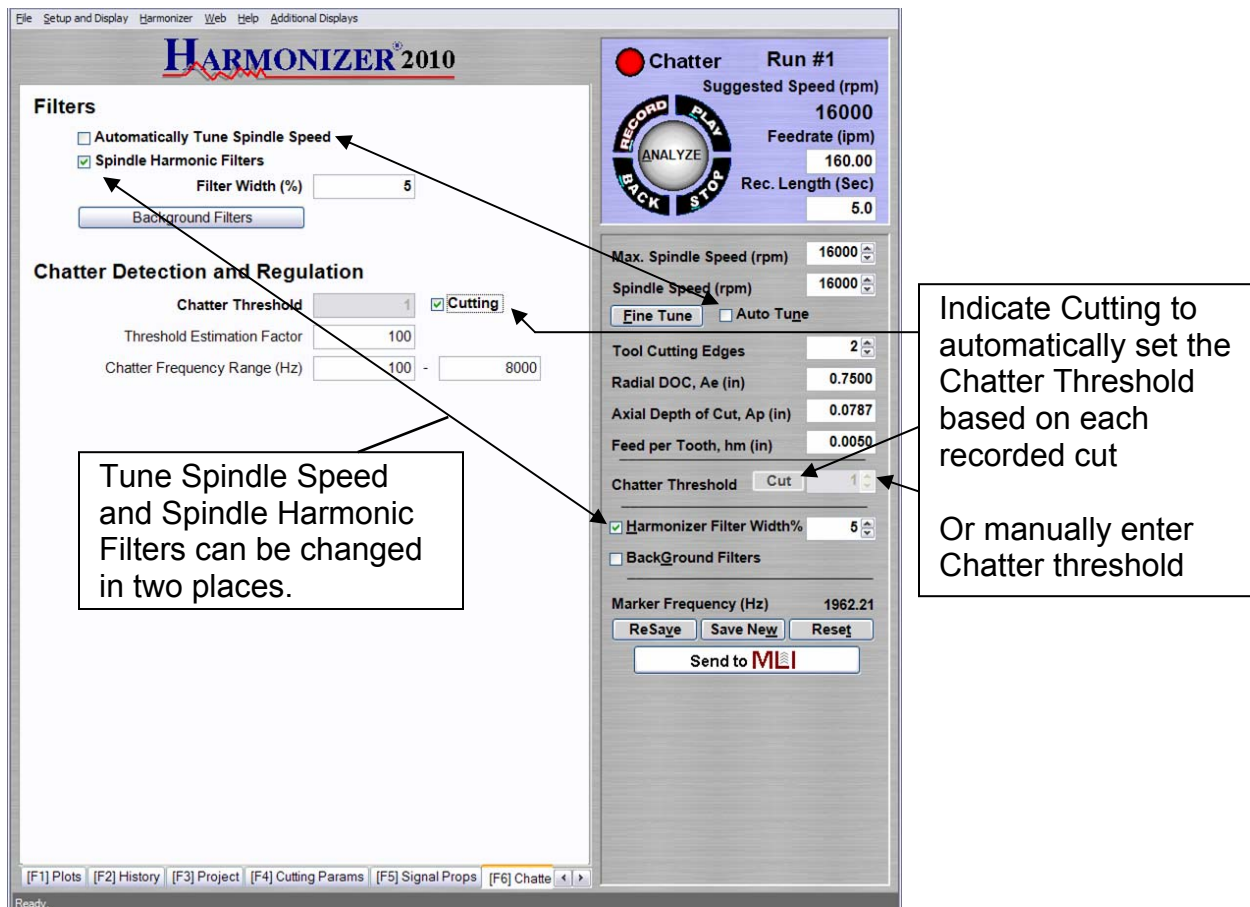 File Setup and Display Harmonizer Web Help Additional Displays
HARMONIZER®2010
Filters
Automatically Tune Spindle Speed
Spindle Harmonic Filters
Filter Width (%) 5
Background Filters
Chatter Detection and Regulation
Chatter Threshold 1 Cutting
Threshold Estimation Factor 100
Chatter Frequency Range (Hz) 100 - 8000
Tune Spindle Speed
and Spindle Harmonic
Filters can be changed
in two places.
[F1] Plots [F2] History [F3] Project [F4] Cutting Params [F5] Signal Props [F6] Chatte
Ready.
Chatter Run #1
Suggested Speed (rpm)
16000
Feedrate (ipm)
160.00
Rec. Length (Sec)
5.0
RECORD PLAY
ANALYZE
BACK STOP
Max. Spindle Speed (rpm) 16000
Spindle Speed (rpm) 16000
Fine Tune Auto Tune
Tool Cutting Edges 2
Radial DOC, Ae (in) 0.7500
Axial Depth of Cut, Ap (in) 0.0787
Feed per Tooth, hm (in) 0.0050
Chatter Threshold Cut 1
Harmonizer Filter Width% 5
BackGround Filters
Marker Frequency (Hz) 1962.21
ReSave Save New Reset
Send to MLI
Indicate Cutting to
automatically set the
Chatter Threshold
based on each
recorded cut
Or manually enter
Chatter threshold